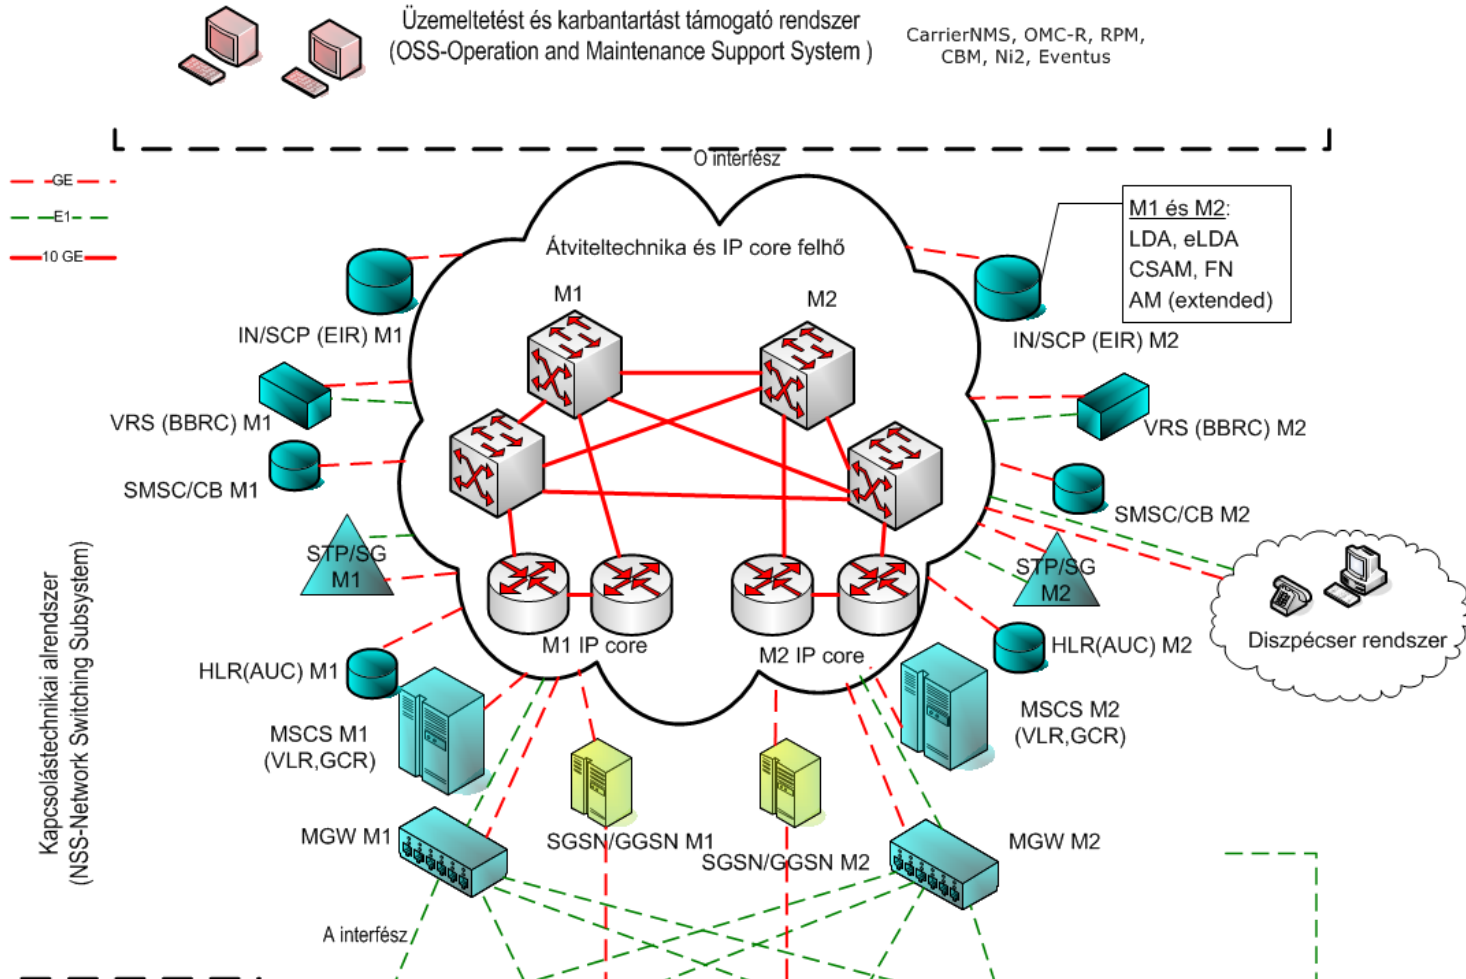 Üzemeltetést és karbantartást támogató rendszer
(OSS-Operation and Maintenance Support System )
CarrierNMS, OMC-R, RPM,
CBM, Ni2, Eventus
O interfész
GE
E1
10 GE
Átviteltechnika és IP core felhő
M1 és M2:
LDA, eLDA
CSAM, FN
AM (extended)
M1
M2
IN/SCP (EIR) M1
IN/SCP (EIR) M2
VRS (BBRC) M1
VRS (BBRC) M2
SMSC/CB M1
SMSC/CB M2
STP/SG
M1
STP/SG
M2
Diszpécser rendszer
M1 IP core
M2 IP core
HLR(AUC) M1
HLR(AUC) M2
MSCS M1
(VLR,GCR)
MSCS M2
(VLR,GCR)
Kapcsolástechnikai alrendszer
(NSS-Network Switching Subsystem)
MGW M1
SGSN/GGSN M1
SGSN/GGSN M2
MGW M2
A interfész